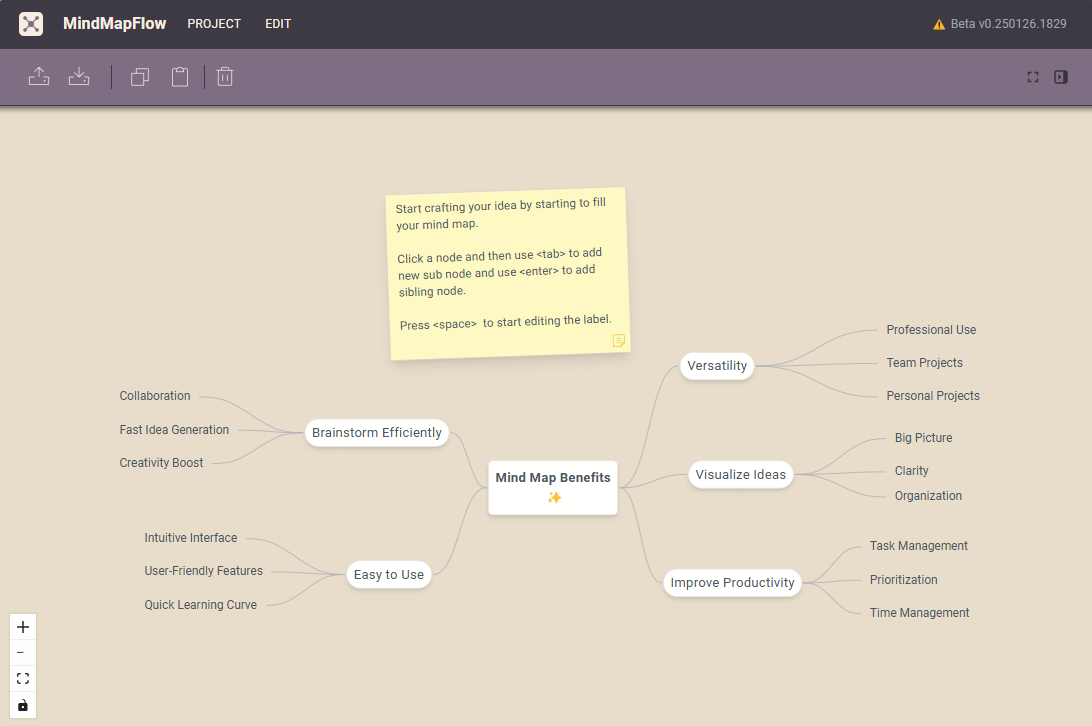 MindMapFlow
PROJECT
EDIT
Beta v0.250126.1829
Start crafting your idea by starting to fill
your mind map.
Click a node and then use <tab> to add
new sub node and use <enter> to add
sibling node.
Press <space>  to start editing the label.
Collaboration
Fast Idea Generation
Creativity Boost
Brainstorm Efficiently
Intuitive Interface
User-Friendly Features
Quick Learning Curve
Easy to Use
Mind Map Benefits
Versatility
Professional Use
Team Projects
Personal Projects
Visualize Ideas
Big Picture
Clarity
Organization
Improve Productivity
Task Management
Prioritization
Time Management